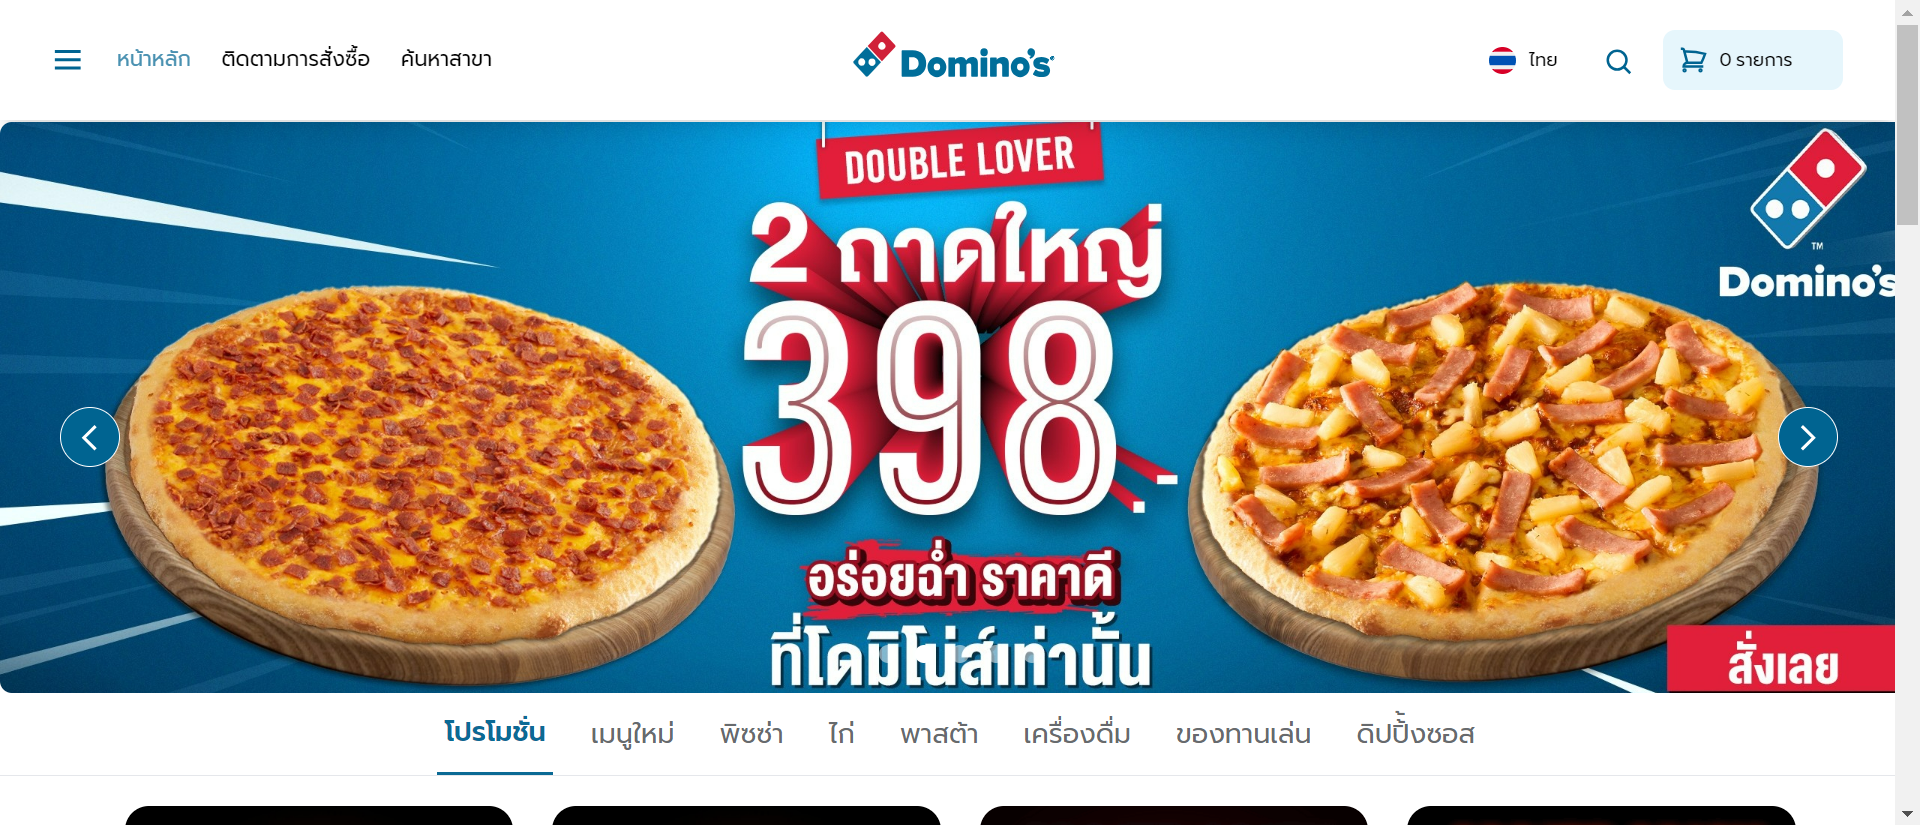 หน้าหลัก
ติดตามการสั่งซื้อ
ค้นหาสาขา
Domino's
ไทย
0 รายการ
DOUBLE LOVER
2 ถาดใหญ่
398.-
อร่อยฉ่ำ ราคาดี
ที่โดมิโน่ส์เท่านั้น
TM
Domino's
สั่งเลย
โปรโมชั่น
เมนูใหม่
พิซซ่า
ไก่
พาสต้า
เครื่องดื่ม
ของทานเล่น
ดิปปิ้งซอส